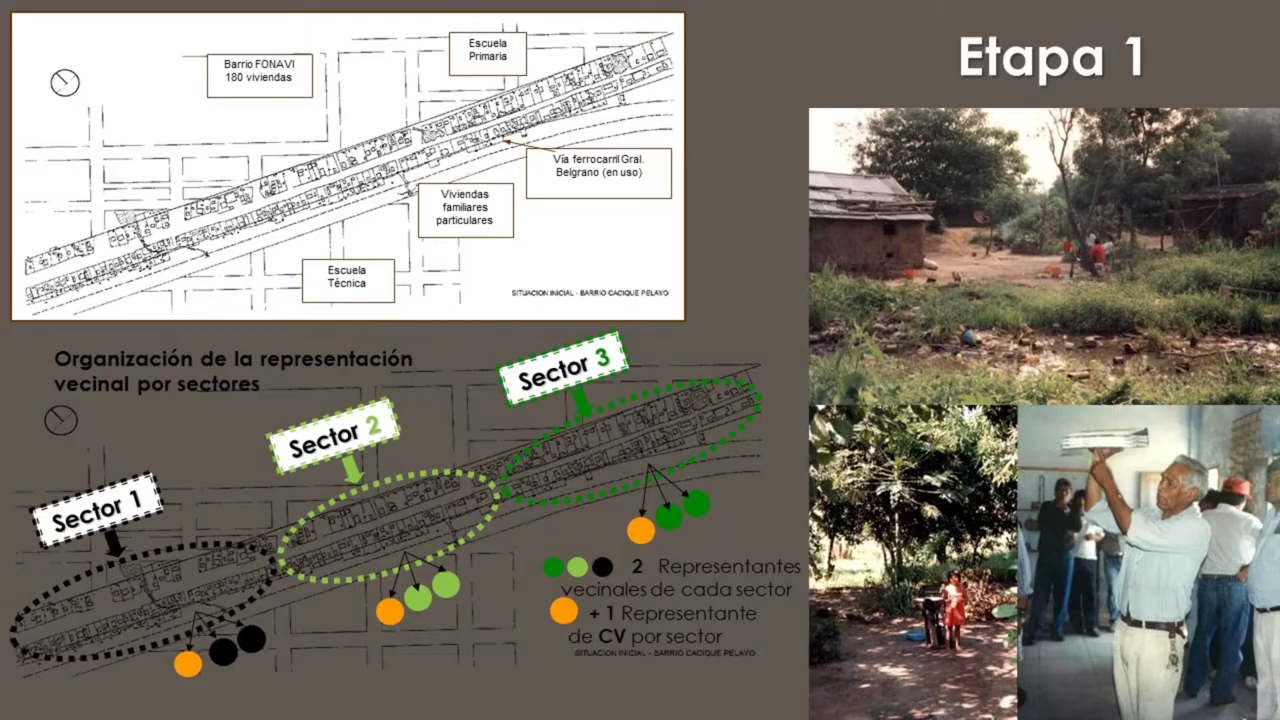 Etapa 1
Barrio FONAVI
180 viviendas
Escuela
Primaria
Vía ferrocarril Gral.
Belgrano (en uso)
Viviendas
familiares
particulares
Escuela
Técnica
SITUACION INICIAL - BARRIO CACIQUE PELAYO
Organización de la representación
vecinal por sectores
Sector 1
Sector 2
Sector 3
2 Representantes
vecinales de cada sector
+ 1 Representante
de CV por sector
SITUACION INICIAL - BARRIO CACIQUE PELAYO